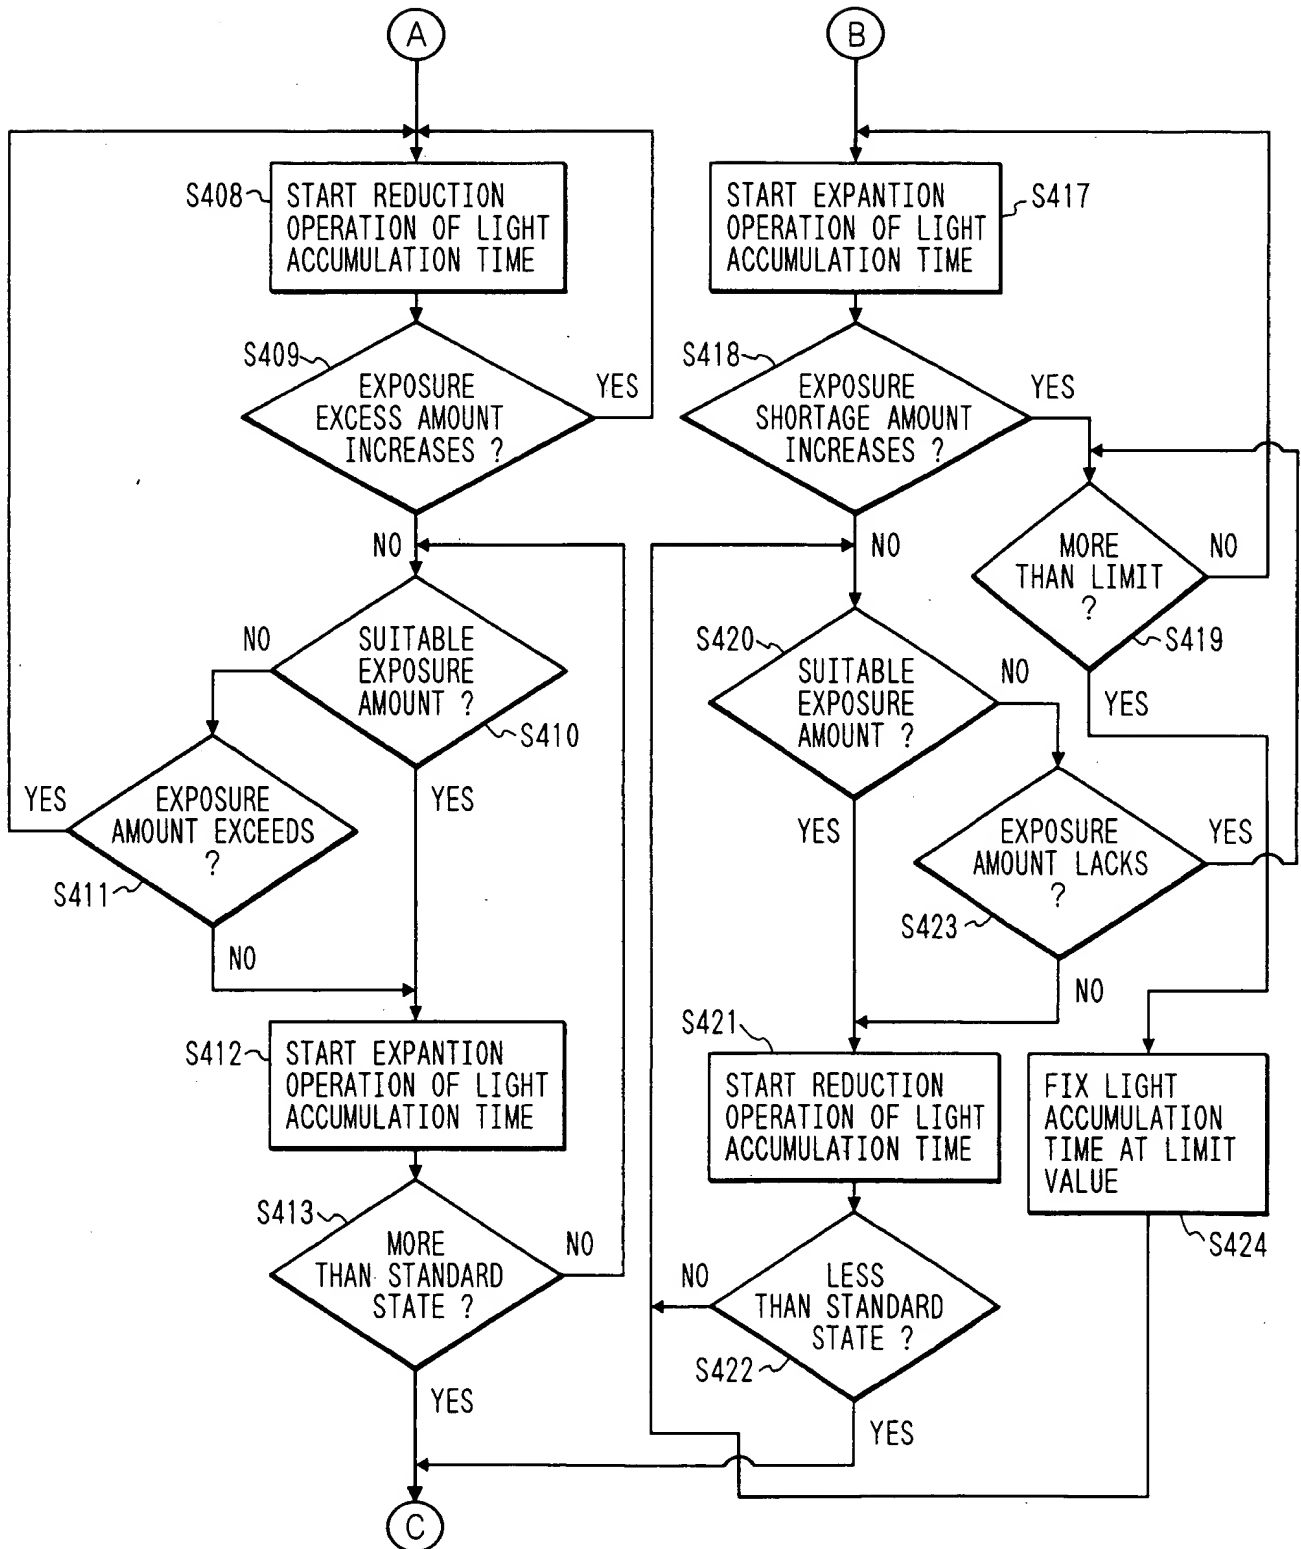 A
S408
START REDUCTION
OPERATION OF LIGHT
ACCUMULATION TIME
S409
EXPOSURE
EXCESS AMOUNT
INCREASES ?
YES
NO
SUITABLE
EXPOSURE
AMOUNT ?
NO
S410
YES
EXPOSURE
AMOUNT EXCEEDS
?
YES
S411
NO
S412
START EXPANTION
OPERATION OF LIGHT
ACCUMULATION TIME
S413
MORE
THAN STANDARD
STATE ?
NO
YES
C
B
START EXPANTION
OPERATION OF LIGHT
ACCUMULATION TIME
S417
S418
EXPOSURE
SHORTAGE AMOUNT
INCREASES ?
YES
NO
MORE
THAN LIMIT
?
NO
S419
YES
S420
SUITABLE
EXPOSURE
AMOUNT ?
NO
YES
EXPOSURE
AMOUNT LACKS
?
YES
S423
NO
S421
START REDUCTION
OPERATION OF LIGHT
ACCUMULATION TIME
FIX LIGHT
ACCUMULATION
TIME AT LIMIT
VALUE
S424
LESS
THAN STANDARD
STATE ?
NO
S422
YES